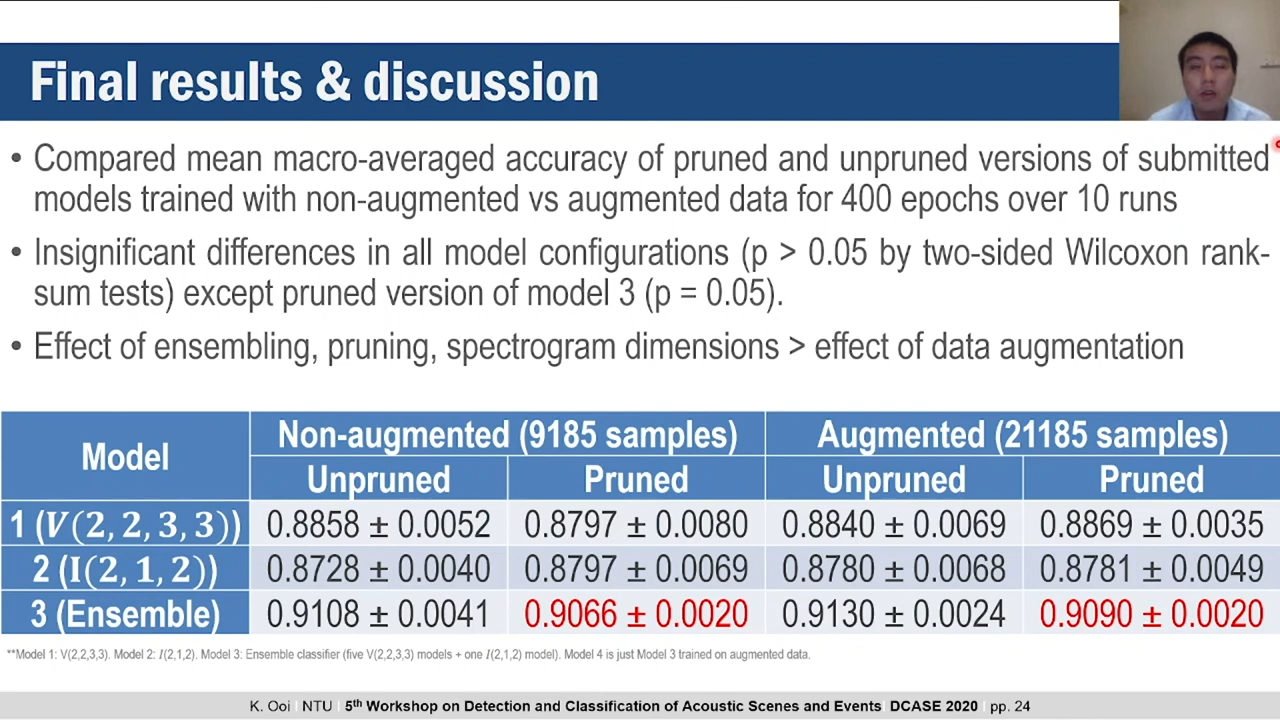 Final results & discussion
• Compared mean macro-averaged accuracy of pruned and unpruned versions of submitted
models trained with non-augmented vs augmented data for 400 epochs over 10 runs
• Insignificant differences in all model configurations (p > 0.05 by two-sided Wilcoxon rank-
sum tests) except pruned version of model 3 (p = 0.05).
• Effect of ensembling, pruning, spectrogram dimensions > effect of data augmentation
Model Non-augmented (9185 samples) Augmented (21185 samples)
Unpruned Pruned Unpruned Pruned
1 (V(2, 2, 3, 3)) 0.8858 ± 0.0052 0.8797 ± 0.0080 0.8840 ± 0.0069 0.8869 ± 0.0035
2 (I(2, 1, 2)) 0.8728 ± 0.0040 0.8797 ± 0.0069 0.8780 ± 0.0068 0.8781 ± 0.0049
3 (Ensemble) 0.9108 ± 0.0041 0.9066 ± 0.0020 0.9130 ± 0.0024 0.9090 ± 0.0020
**Model 1: V(2,2,3,3). Model 2: I(2,1,2). Model 3: Ensemble classifier (five V(2,2,3,3) models + one I(2,1,2) model). Model 4 is just Model 3 trained on augmented data.
K. Ooi | NTU | 5th Workshop on Detection and Classification of Acoustic Scenes and Events | DCASE 2020 | pp. 24